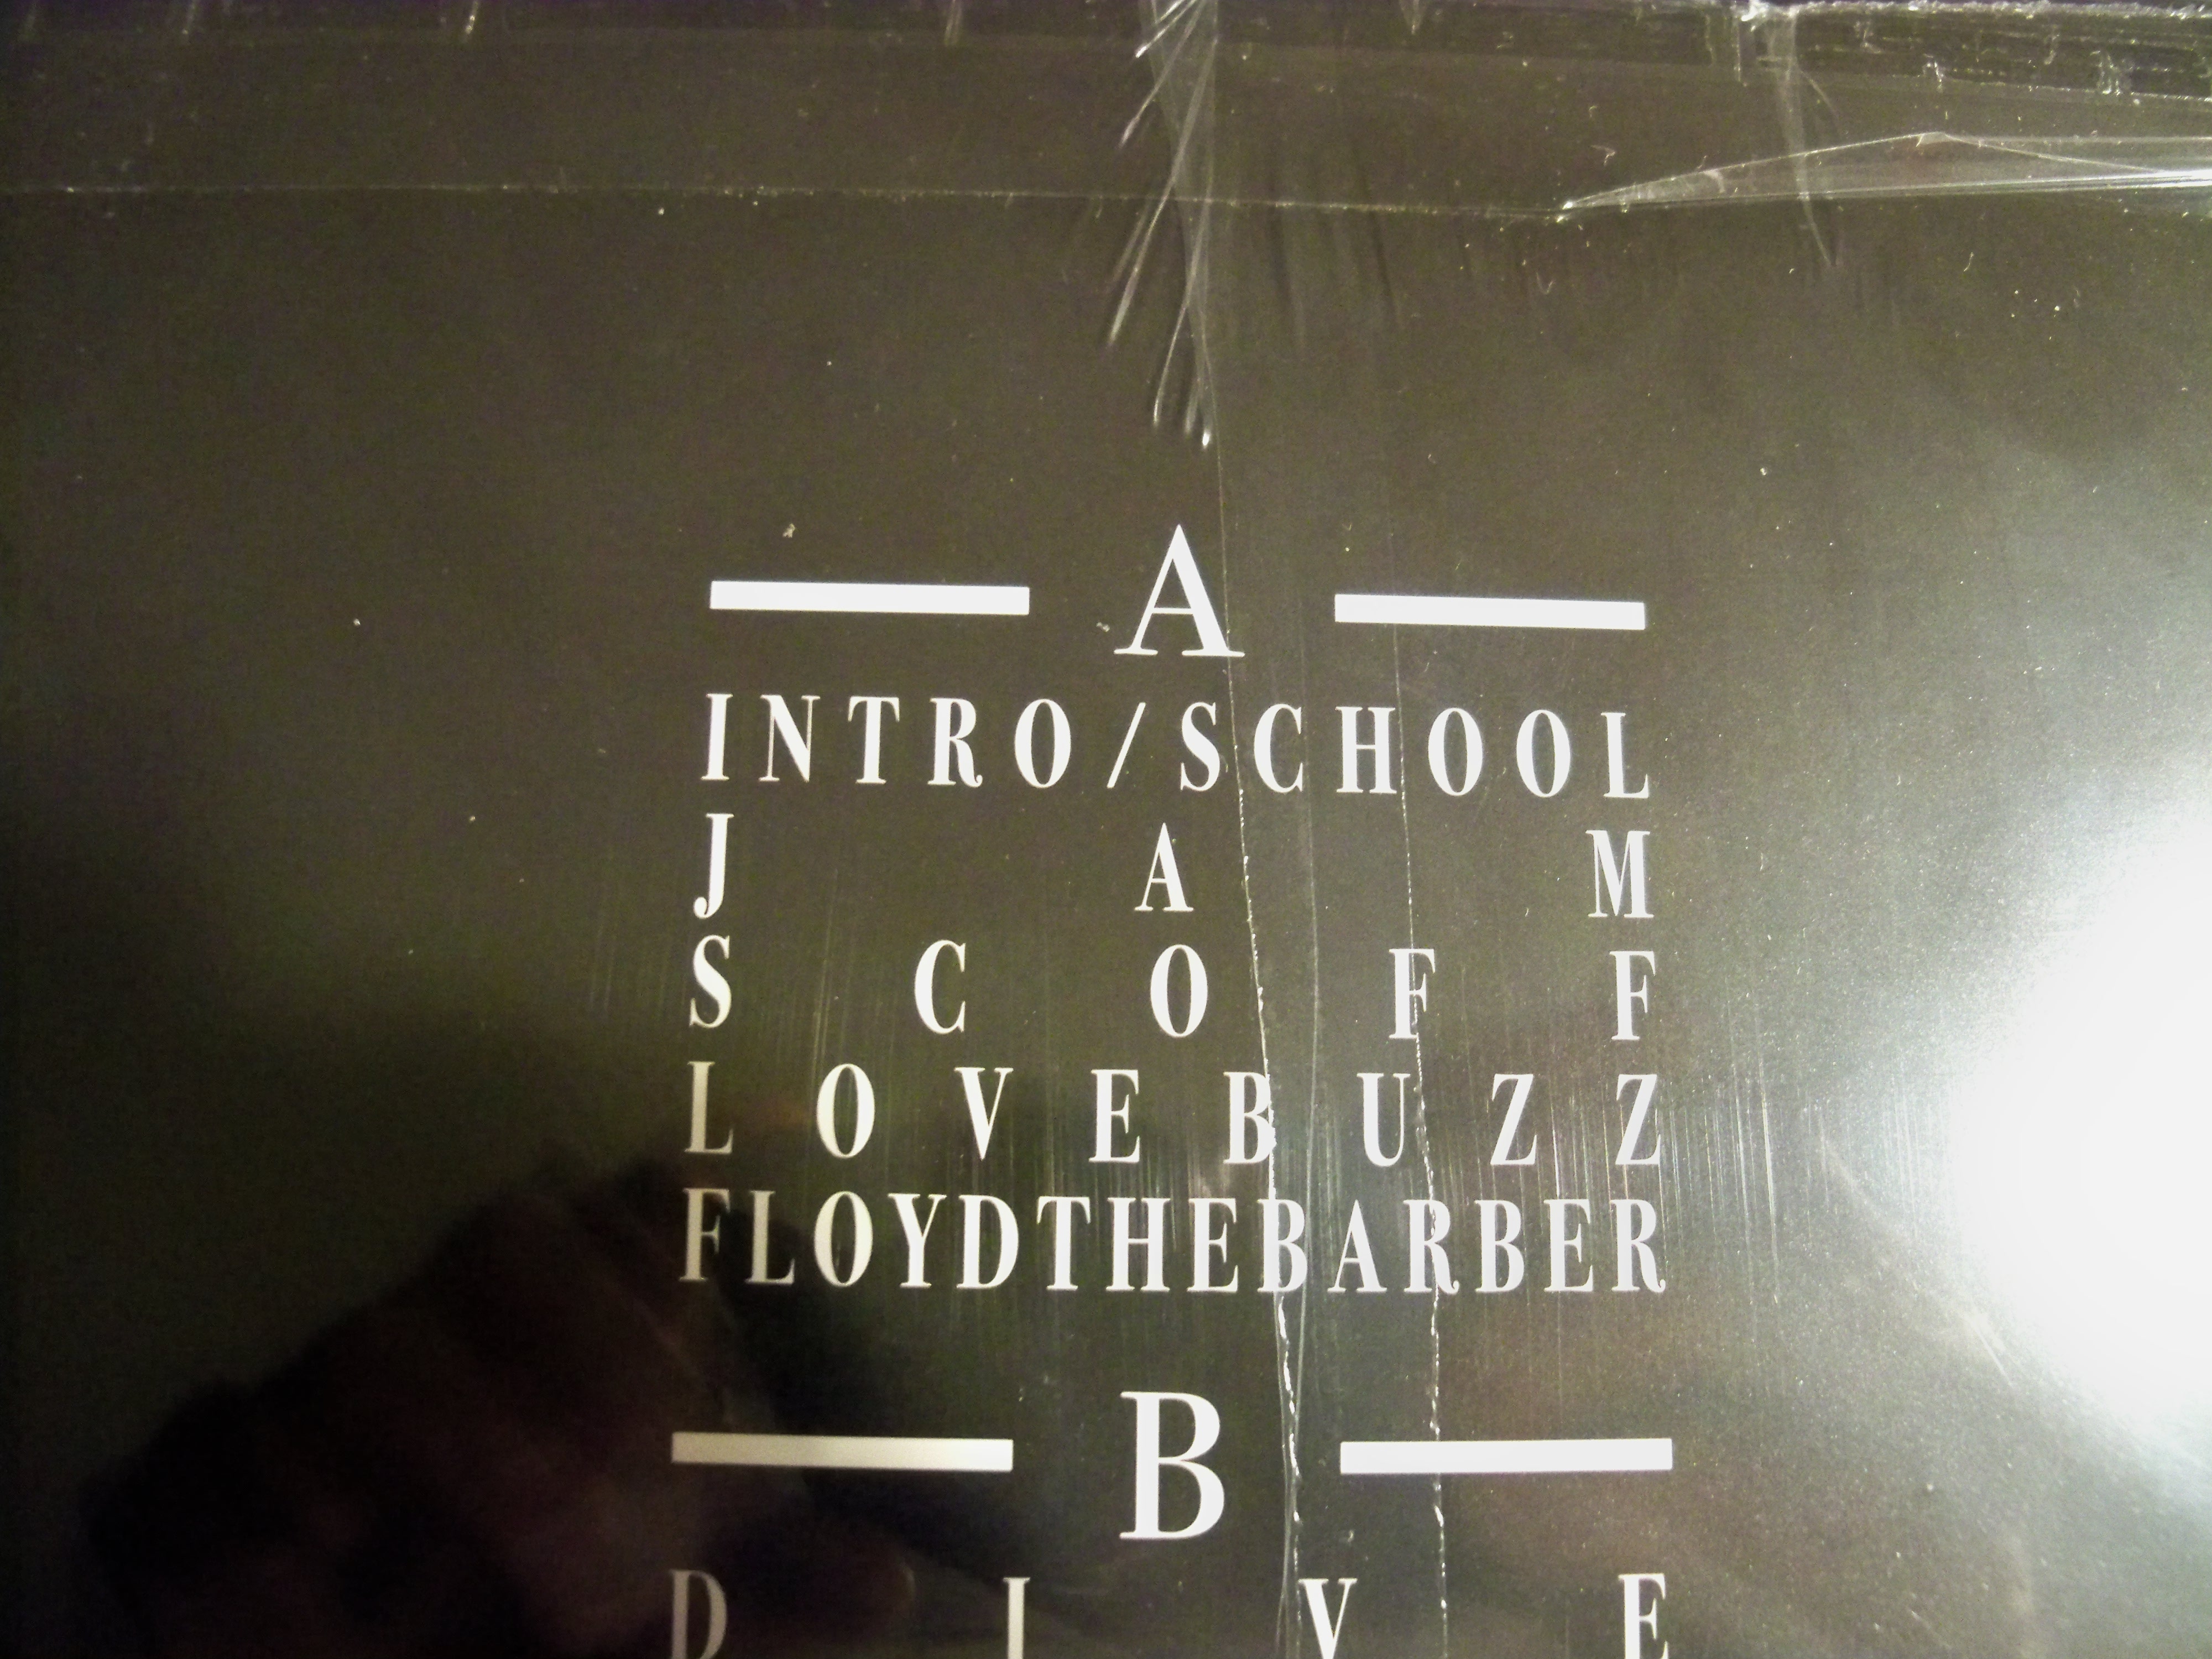 A
INTRO/SCHOOL
JAM
SCOFF
LOVEBUZZ
FLOYDTHEBARBER
B
DIVE